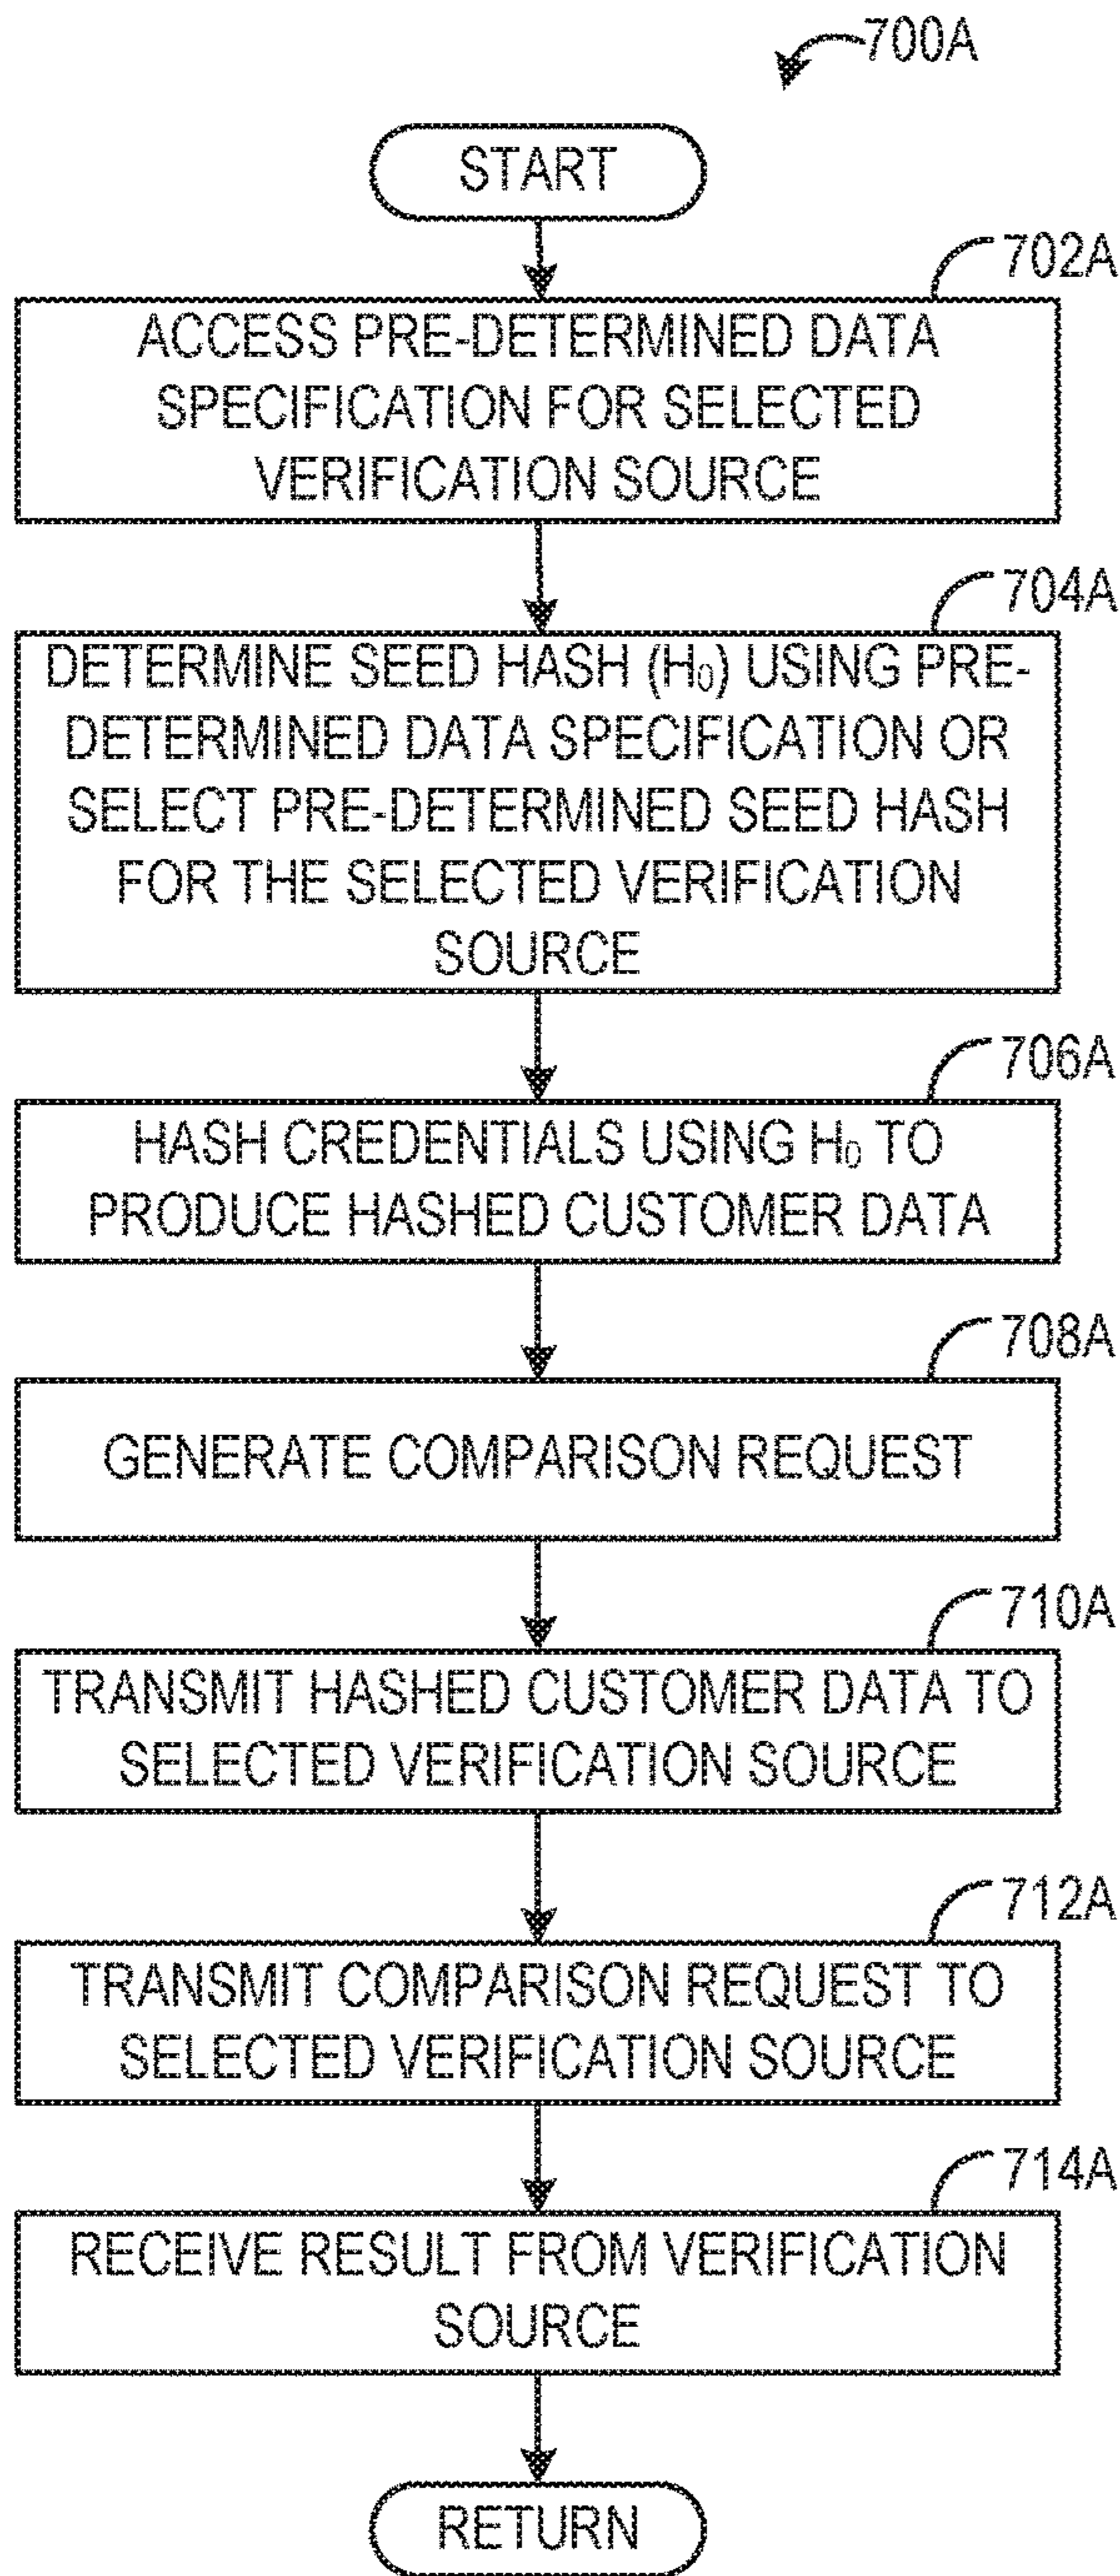 700A
START
702A
ACCESS PRE-DETERMINED DATA
SPECIFICATION FOR SELECTED
VERIFICATION SOURCE
704A
DETERMINE SEED HASH (H₀) USING PRE-
DETERMINED DATA SPECIFICATION OR
SELECT PRE-DETERMINED SEED HASH
FOR THE SELECTED VERIFICATION
SOURCE
706A
HASH CREDENTIALS USING H₀ TO
PRODUCE HASHED CUSTOMER DATA
708A
GENERATE COMPARISON REQUEST
710A
TRANSMIT HASHED CUSTOMER DATA TO
SELECTED VERIFICATION SOURCE
712A
TRANSMIT COMPARISON REQUEST TO
SELECTED VERIFICATION SOURCE
714A
RECEIVE RESULT FROM VERIFICATION
SOURCE
RETURN